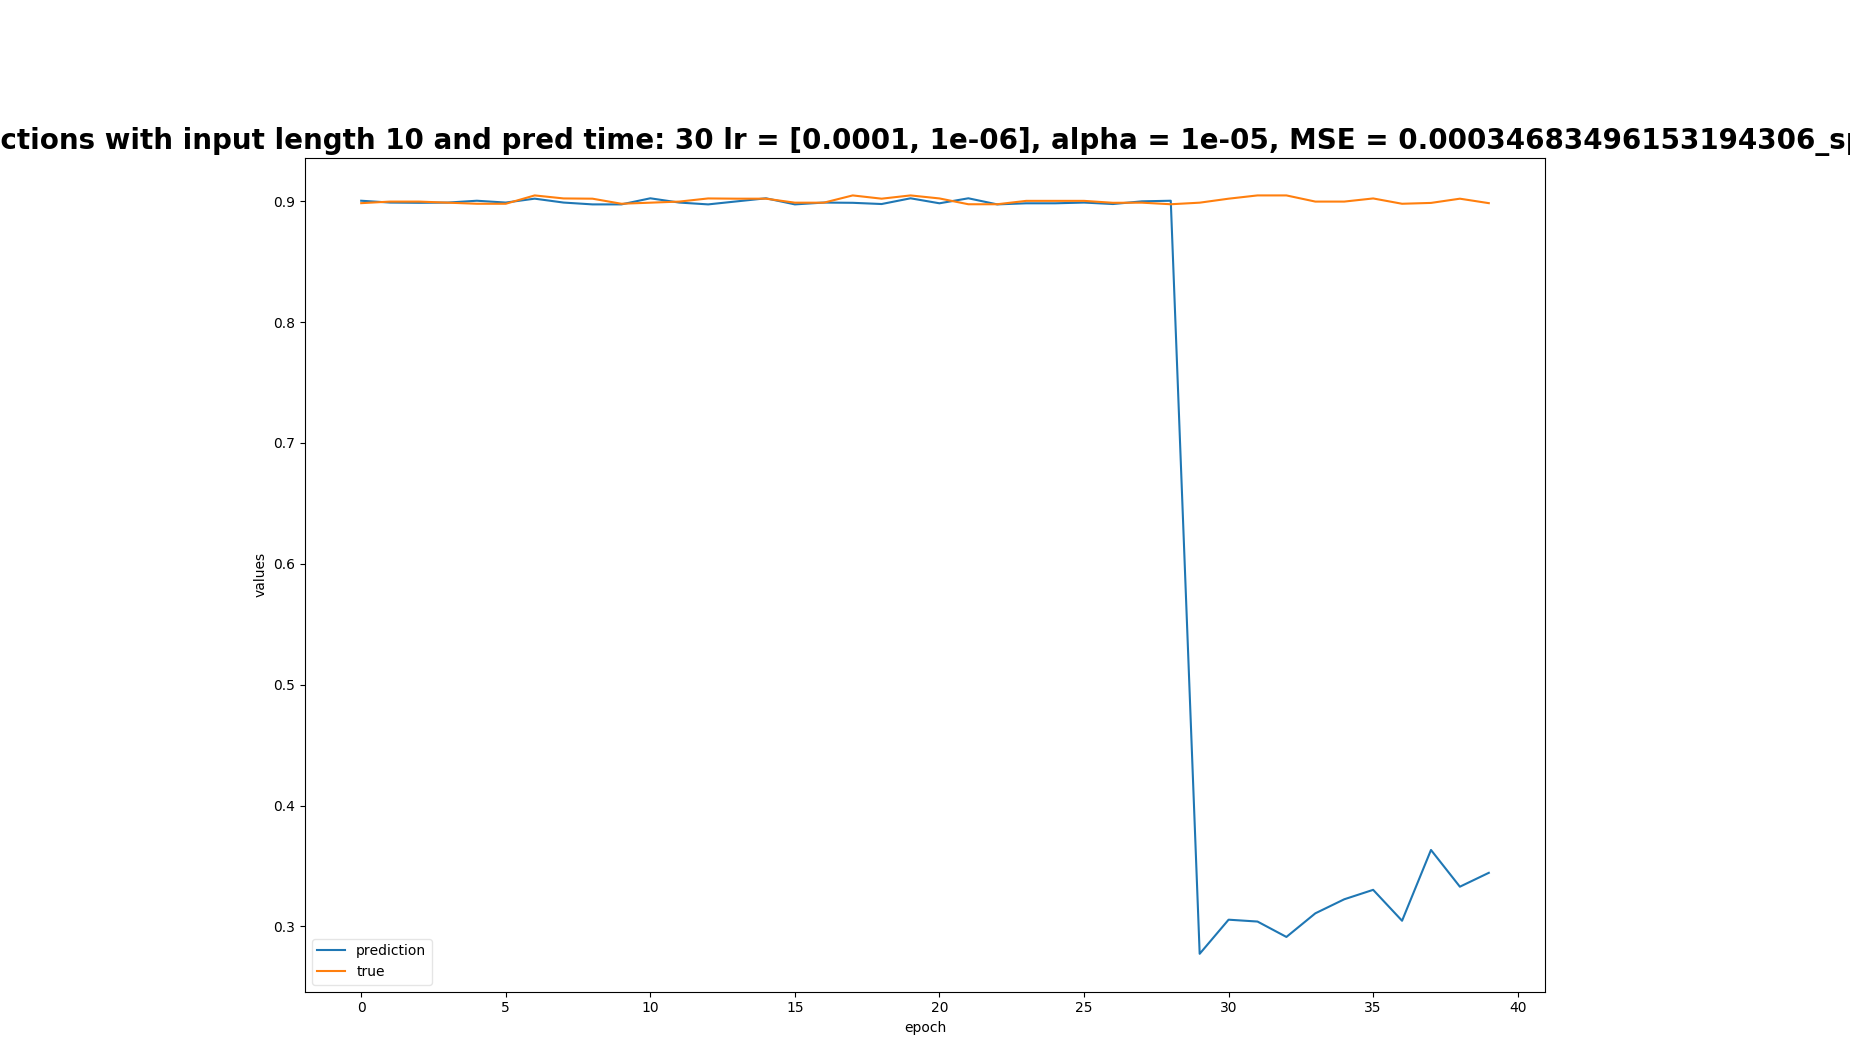 ctions with input length 10 and pred time: 30 lr = [0.0001, 1e-06], alpha = 1e-05, MSE = 0.00034683496153194306_sp
0.9
0.8
0.7
0.6
0.5
0.4
0.3
values
prediction
true
0 5 10 15 20 25 30 35 40
epoch